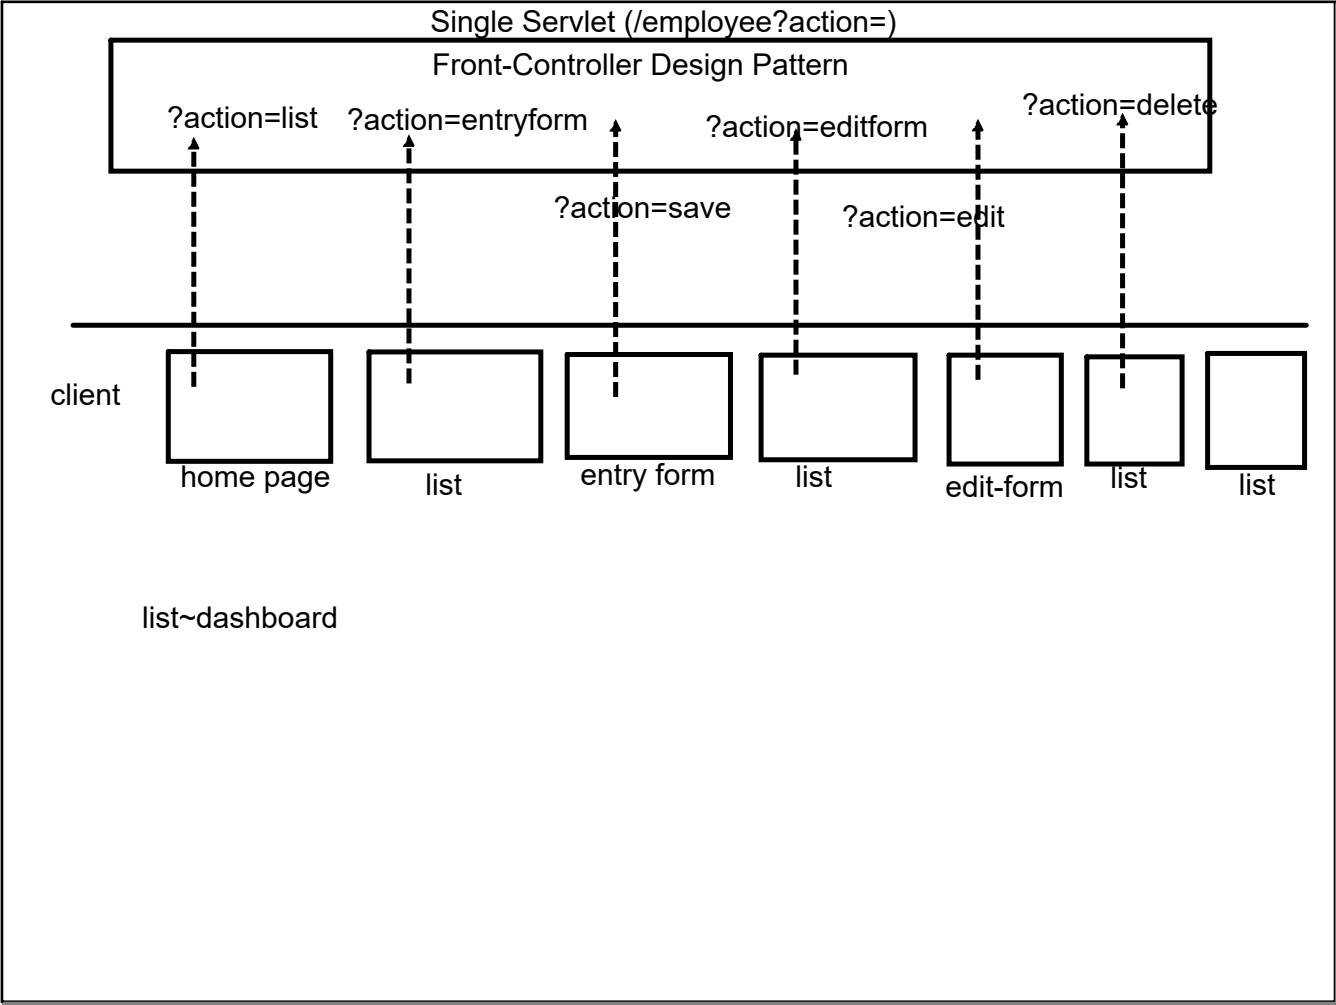 Single Servlet (/employee?action=)
Front-Controller Design Pattern
?action=list
?action=entryform
?action=editform
?action=delete
?action=save
?action=edit
client
home page
list
entry form
list
edit-form
list
list
list~dashboard